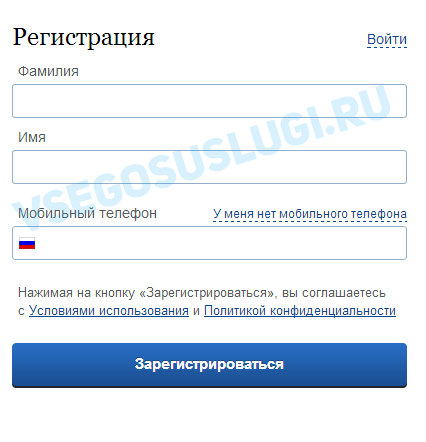 Регистрация
Войти
Фамилия
Имя
VSEGOSUSLUGI.RU
Мобильный телефон
У меня нет мобильного телефона
Нажимая на кнопку «Зарегистрироваться», вы соглашаетесь
с Условиями использования и Политикой конфиденциальности
Зарегистрироваться